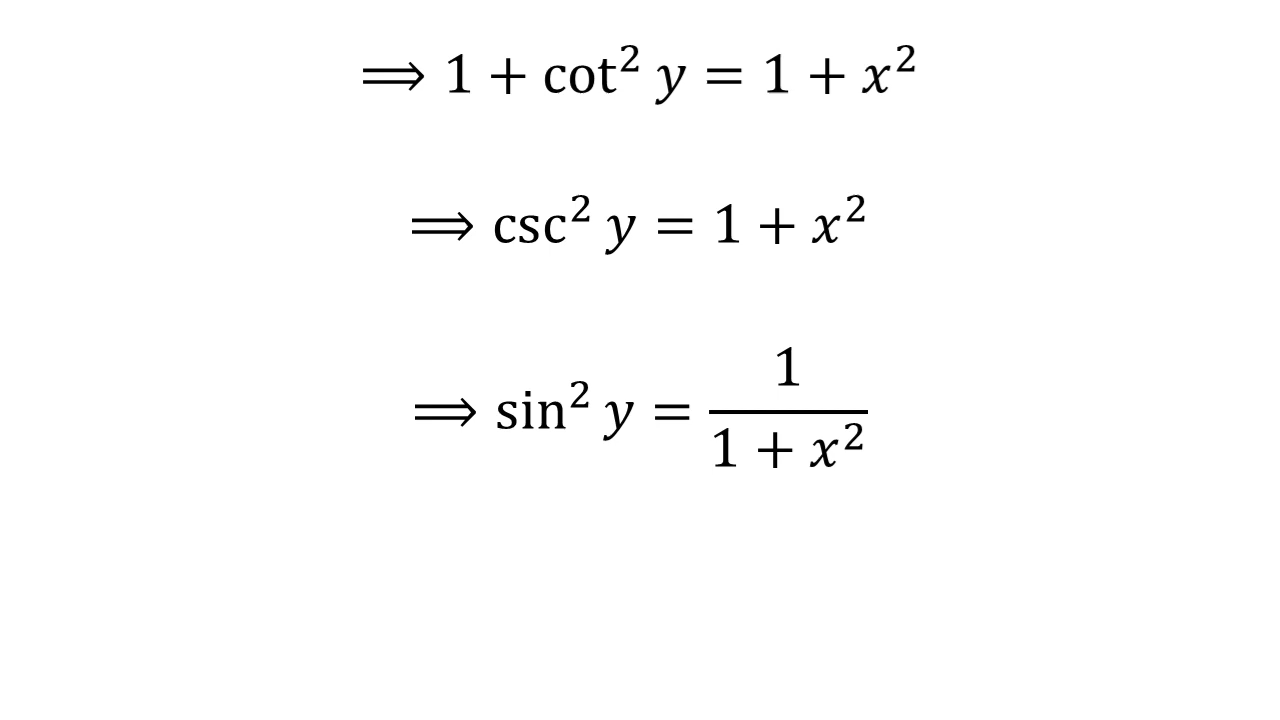 ⟹ 1 + cot² 𝑦 = 1 + 𝑥²
⟹ csc² 𝑦 = 1 + 𝑥²
⟹ sin² 𝑦 = 1 / (1 + 𝑥²)